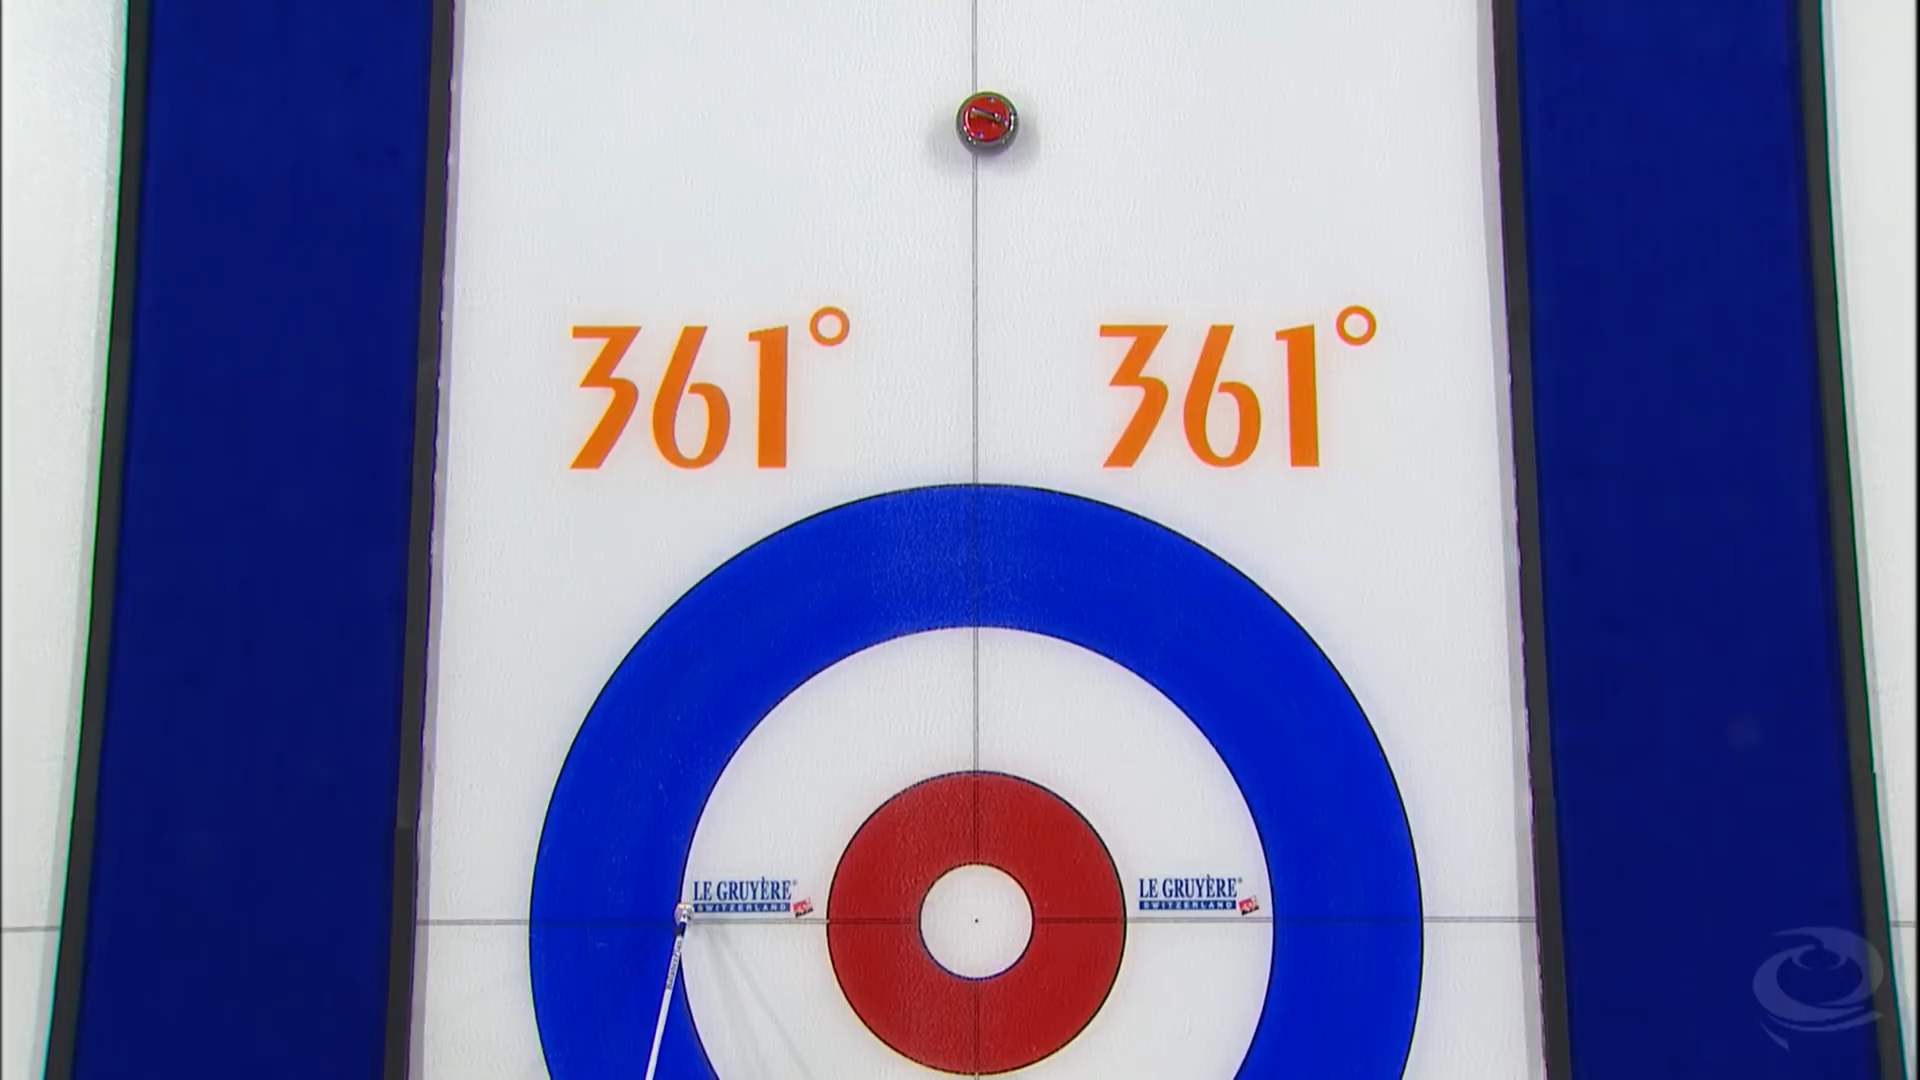 361° 361°
LE GRUYÈRE® LE GRUYÈRE®
SWITZERLAND SWITZERLAND